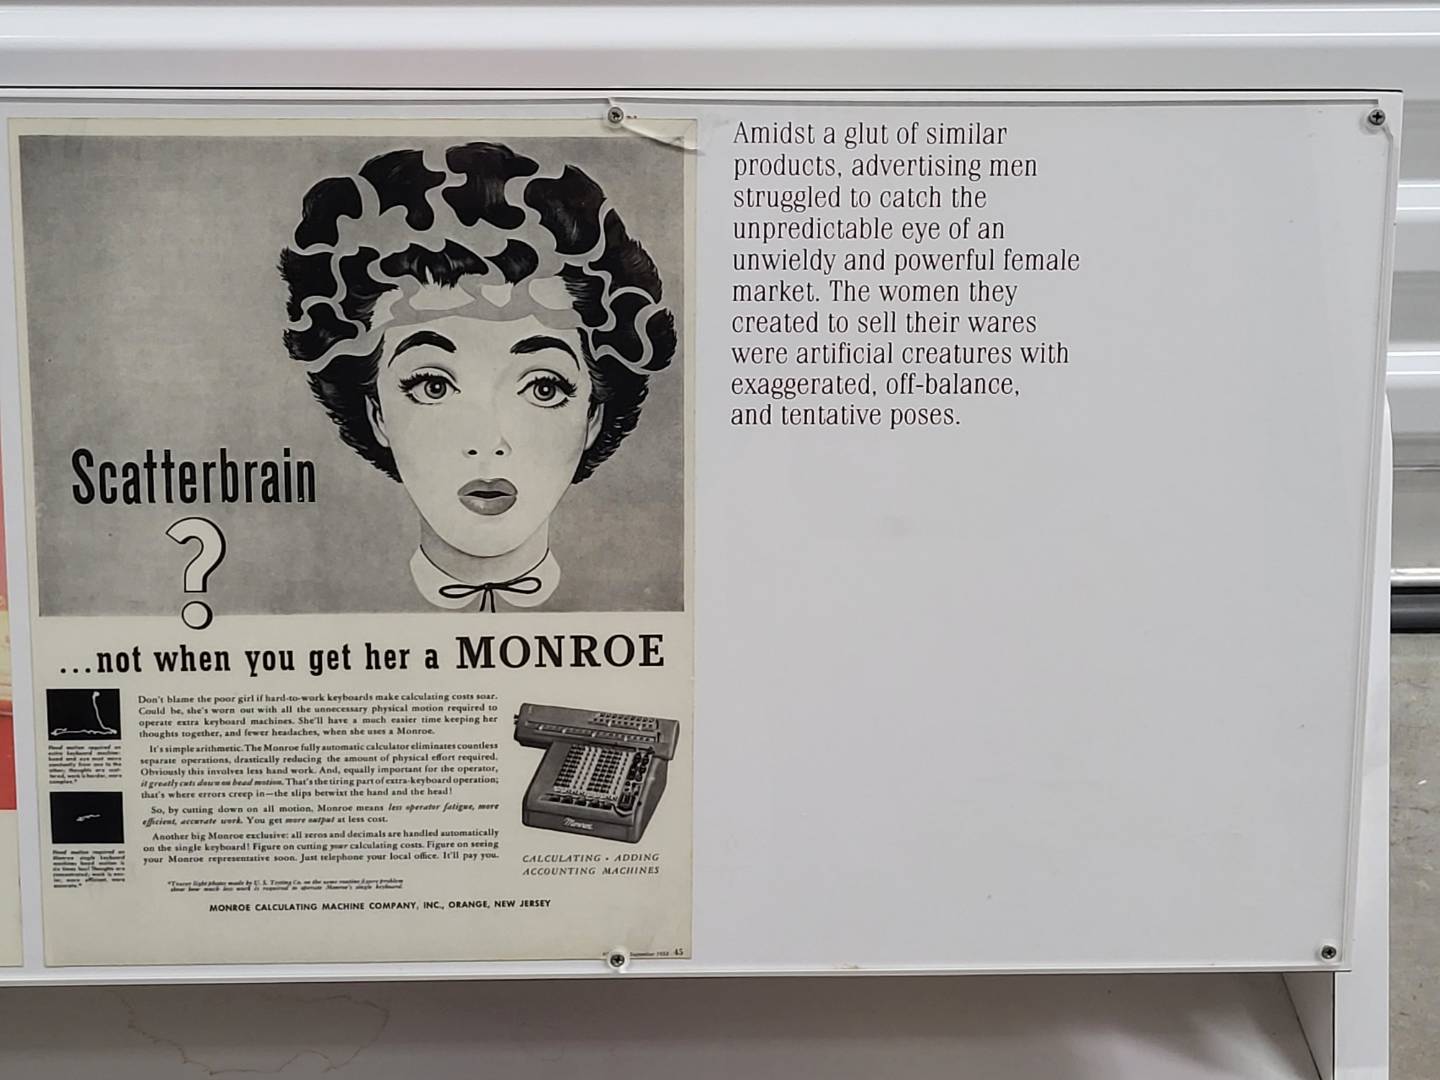 Scatterbrain
?
...not when you get her a MONROE
Don't blame the poor girl if hard-to-work keyboards make calculating costs soar.
Could be, she's worn out with all the unnecessary physical motion required to
operate extra keyboard machines. She'll have a much easier time keeping her
thoughts together, and fewer headaches, when she uses a Monroe.
It's simple arithmetic. The Monroe fully automatic calculator eliminates countless
separate operations, drastically reducing the amount of physical effort required.
Obviously this involves less hand work. And, equally important for the operator,
it greatly cuts down on head motion. That's the tiring part of extra-keyboard operation;
that's where errors creep in—the slips betwixt the hand and the head!
So, by cutting down on all motion, Monroe means less operator fatigue, more
efficient, accurate work. You get more output at less cost.
Another big Monroe exclusive: all zeros and decimals are handled automatically
on the single keyboard! Figure on cutting your calculating costs. Figure on seeing
your Monroe representative soon. Just telephone your local office. It'll pay you.
Monroe
CALCULATING • ADDING
ACCOUNTING MACHINES
MONROE CALCULATING MACHINE COMPANY, INC., ORANGE, NEW JERSEY
45
Amidst a glut of similar
products, advertising men
struggled to catch the
unpredictable eye of an
unwieldy and powerful female
market. The women they
created to sell their wares
were artificial creatures with
exaggerated, off-balance,
and tentative poses.